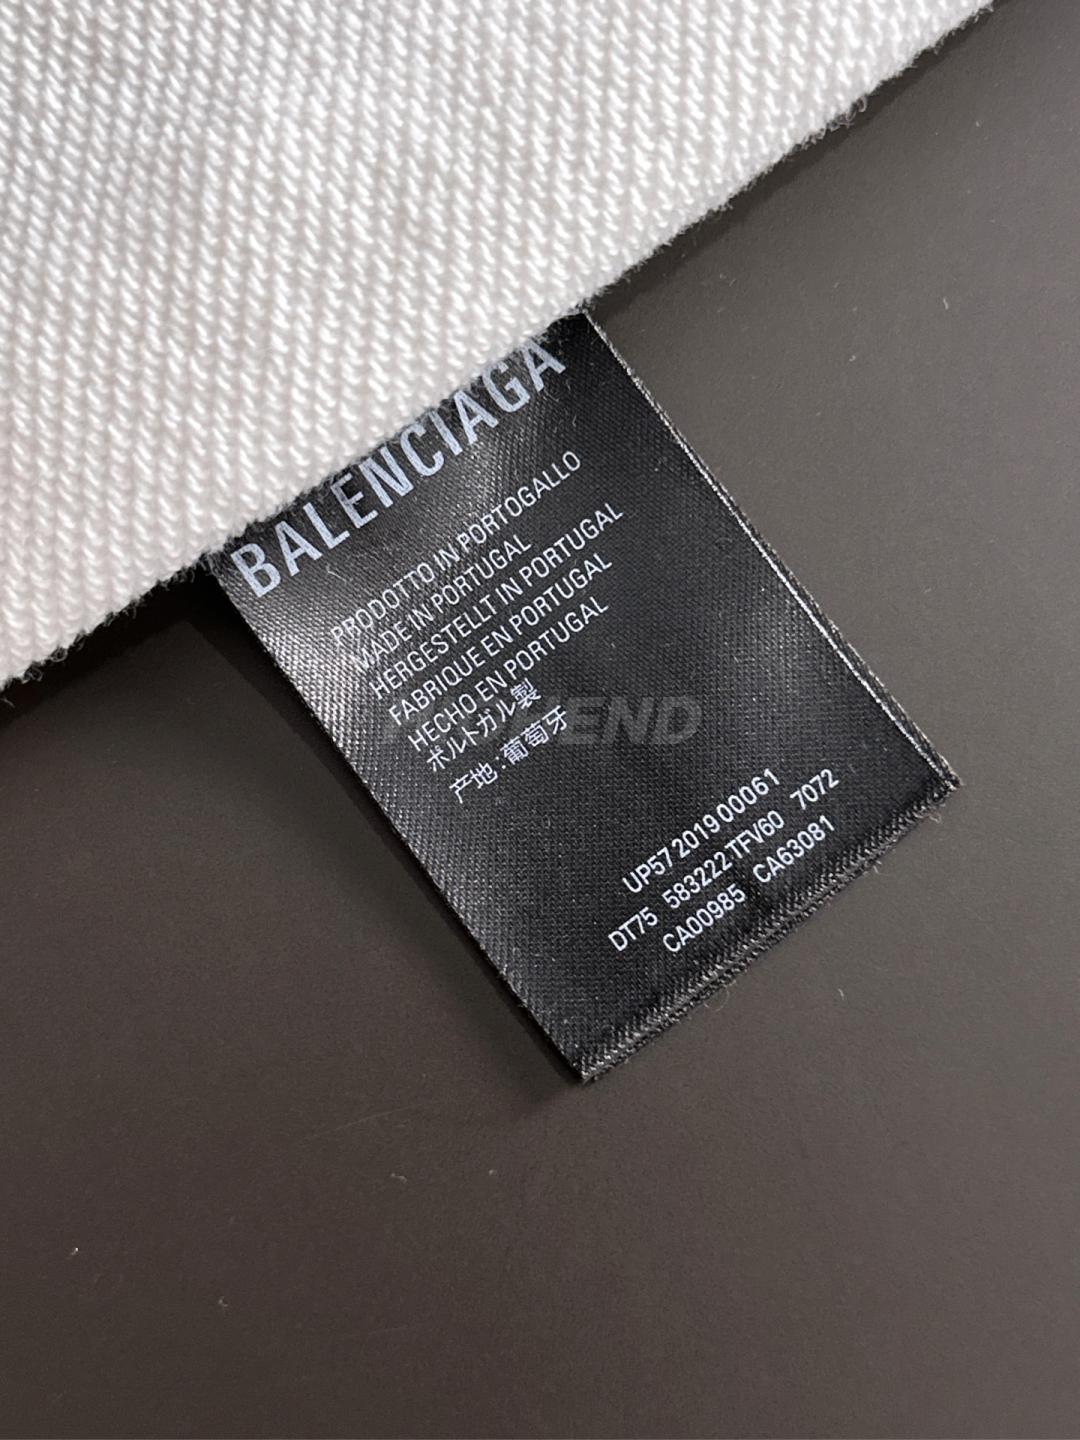 BALENCIAGA
PRODOTTO IN PORTOGALLO
MADE IN PORTUGAL
HERGESTELLT IN PORTUGAL
FABRIQUE EN PORTUGAL
HECHO EN PORTUGAL
ポルトガル製
产地:葡萄牙
UP57 2019 00061
DT75 583222 TFV60 7072
CA00985 CA63081